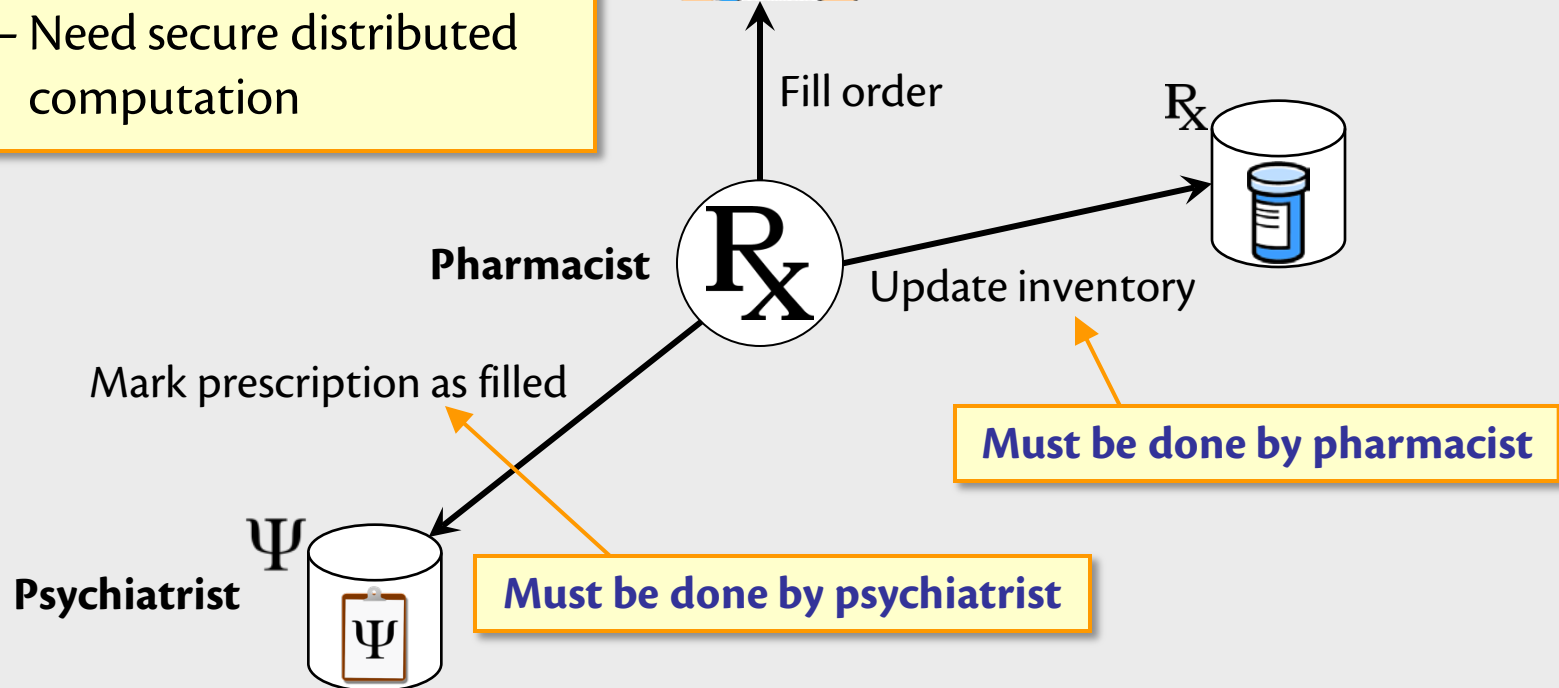 – Need secure distributed
computation
Fill order
Rx
Pharmacist
Rx
Update inventory
Mark prescription as filled
Must be done by pharmacist
Ψ
Psychiatrist
Ψ
Must be done by psychiatrist